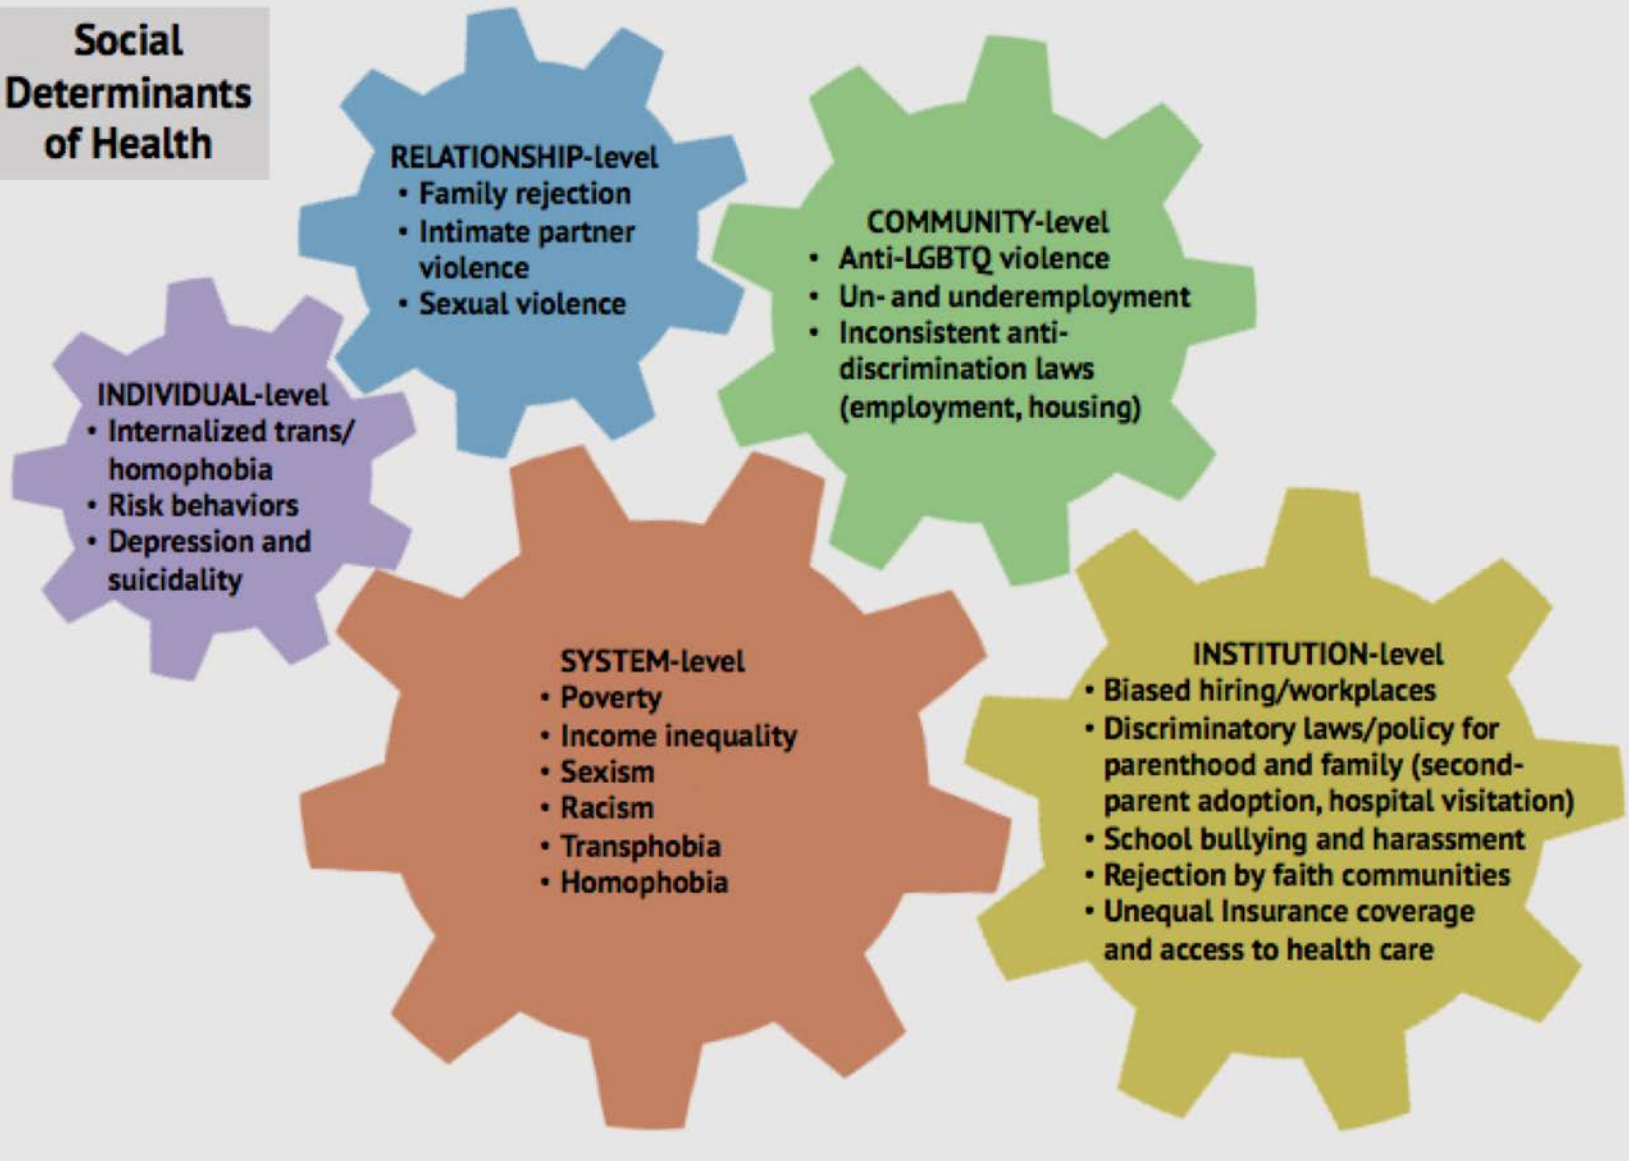 Social
Determinants
of Health
RELATIONSHIP-level
• Family rejection
• Intimate partner
violence
• Sexual violence
COMMUNITY-level
• Anti-LGBTQ violence
• Un- and underemployment
• Inconsistent anti-
discrimination laws
(employment, housing)
INDIVIDUAL-level
• Internalized trans/
homophobia
• Risk behaviors
• Depression and
suicidality
SYSTEM-level
• Poverty
• Income inequality
• Sexism
• Racism
• Transphobia
• Homophobia
INSTITUTION-level
• Biased hiring/workplaces
• Discriminatory laws/policy for
parenthood and family (second-
parent adoption, hospital visitation)
• School bullying and harassment
• Rejection by faith communities
• Unequal Insurance coverage
and access to health care